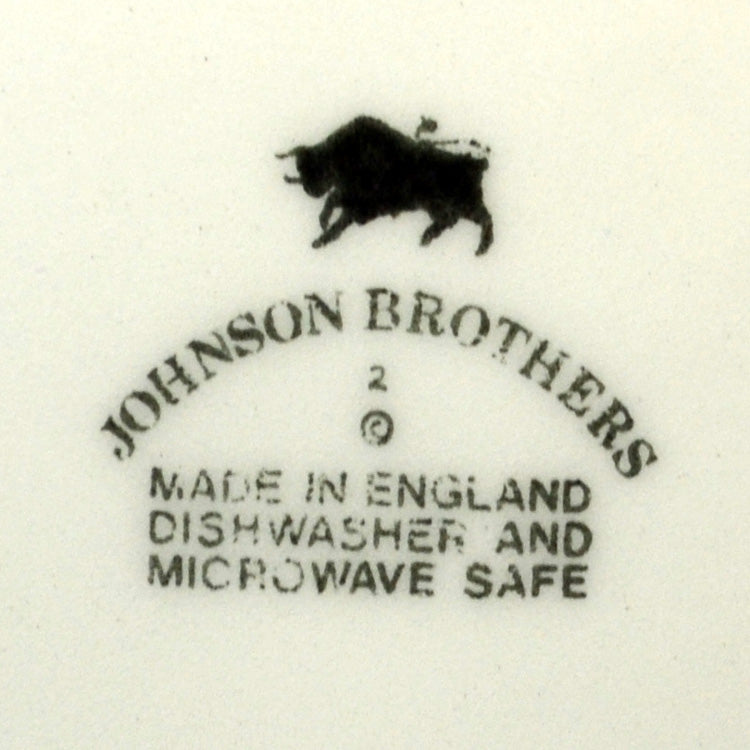 JOHNSON BROTHERS
2
©
MADE IN ENGLAND
DISHWASHER AND
MICROWAVE SAFE